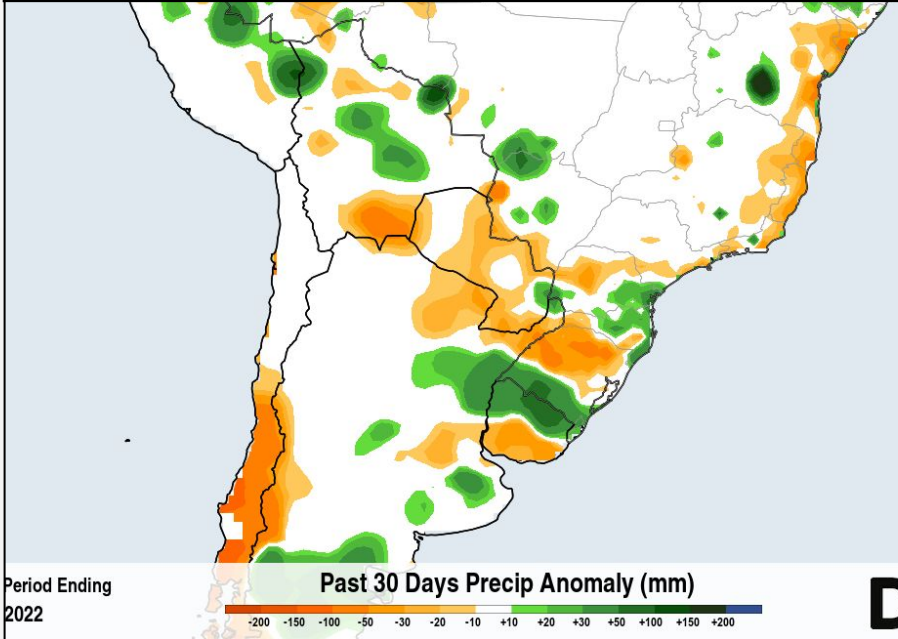 Period Ending
2022
Past 30 Days Precip Anomaly (mm)
-200 -150 -100 -50 -30 -20 -10 +10 +20 +30 +50 +100 +150 +200
D